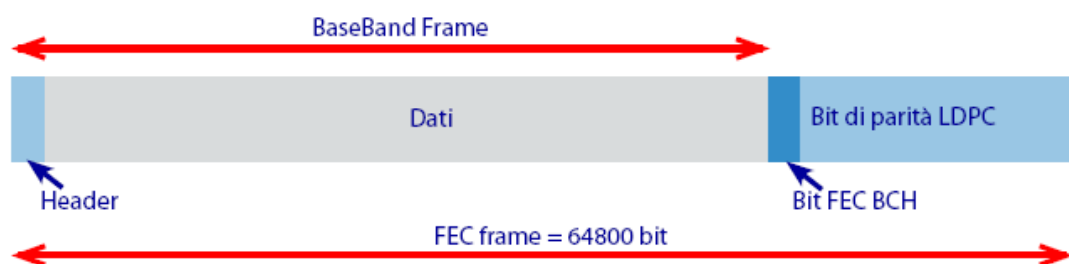 BaseBand Frame
Dati
Bit di parità LDPC
Header
Bit FEC BCH
FEC frame = 64800 bit